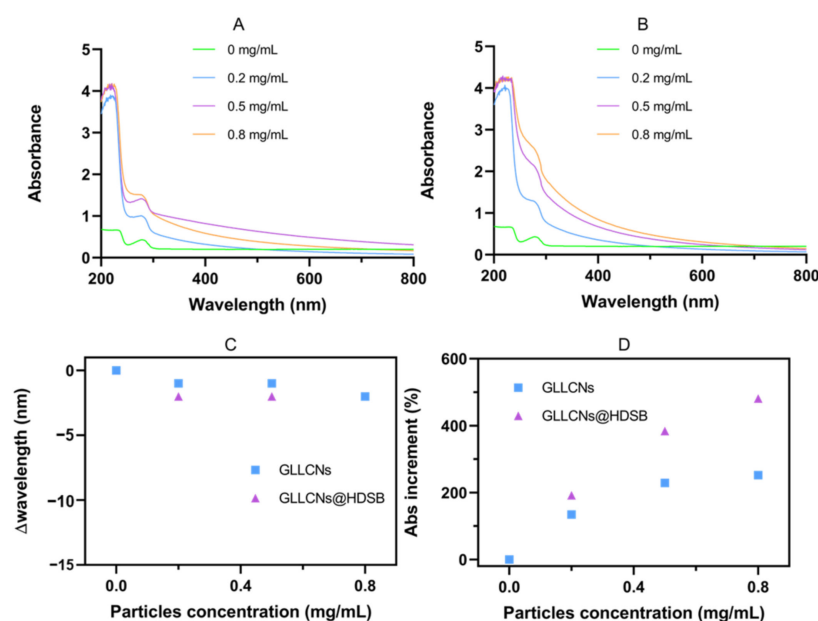 A
0 mg/mL
0.2 mg/mL
0.5 mg/mL
0.8 mg/mL
Absorbance
5
4
3
2
1
0
200
400
600
800
Wavelength (nm)
B
0 mg/mL
0.2 mg/mL
0.5 mg/mL
0.8 mg/mL
Absorbance
5
4
3
2
1
0
200
400
600
800
Wavelength (nm)
C
Δwavelength (nm)
0
−5
−10
−15
GLLCNs
GLLCNs@HDSB
0.0
0.4
0.8
Particles concentration (mg/mL)
D
Abs increment (%)
600
400
200
0
GLLCNs
GLLCNs@HDSB
0.0
0.4
0.8
Particles concentration (mg/mL)